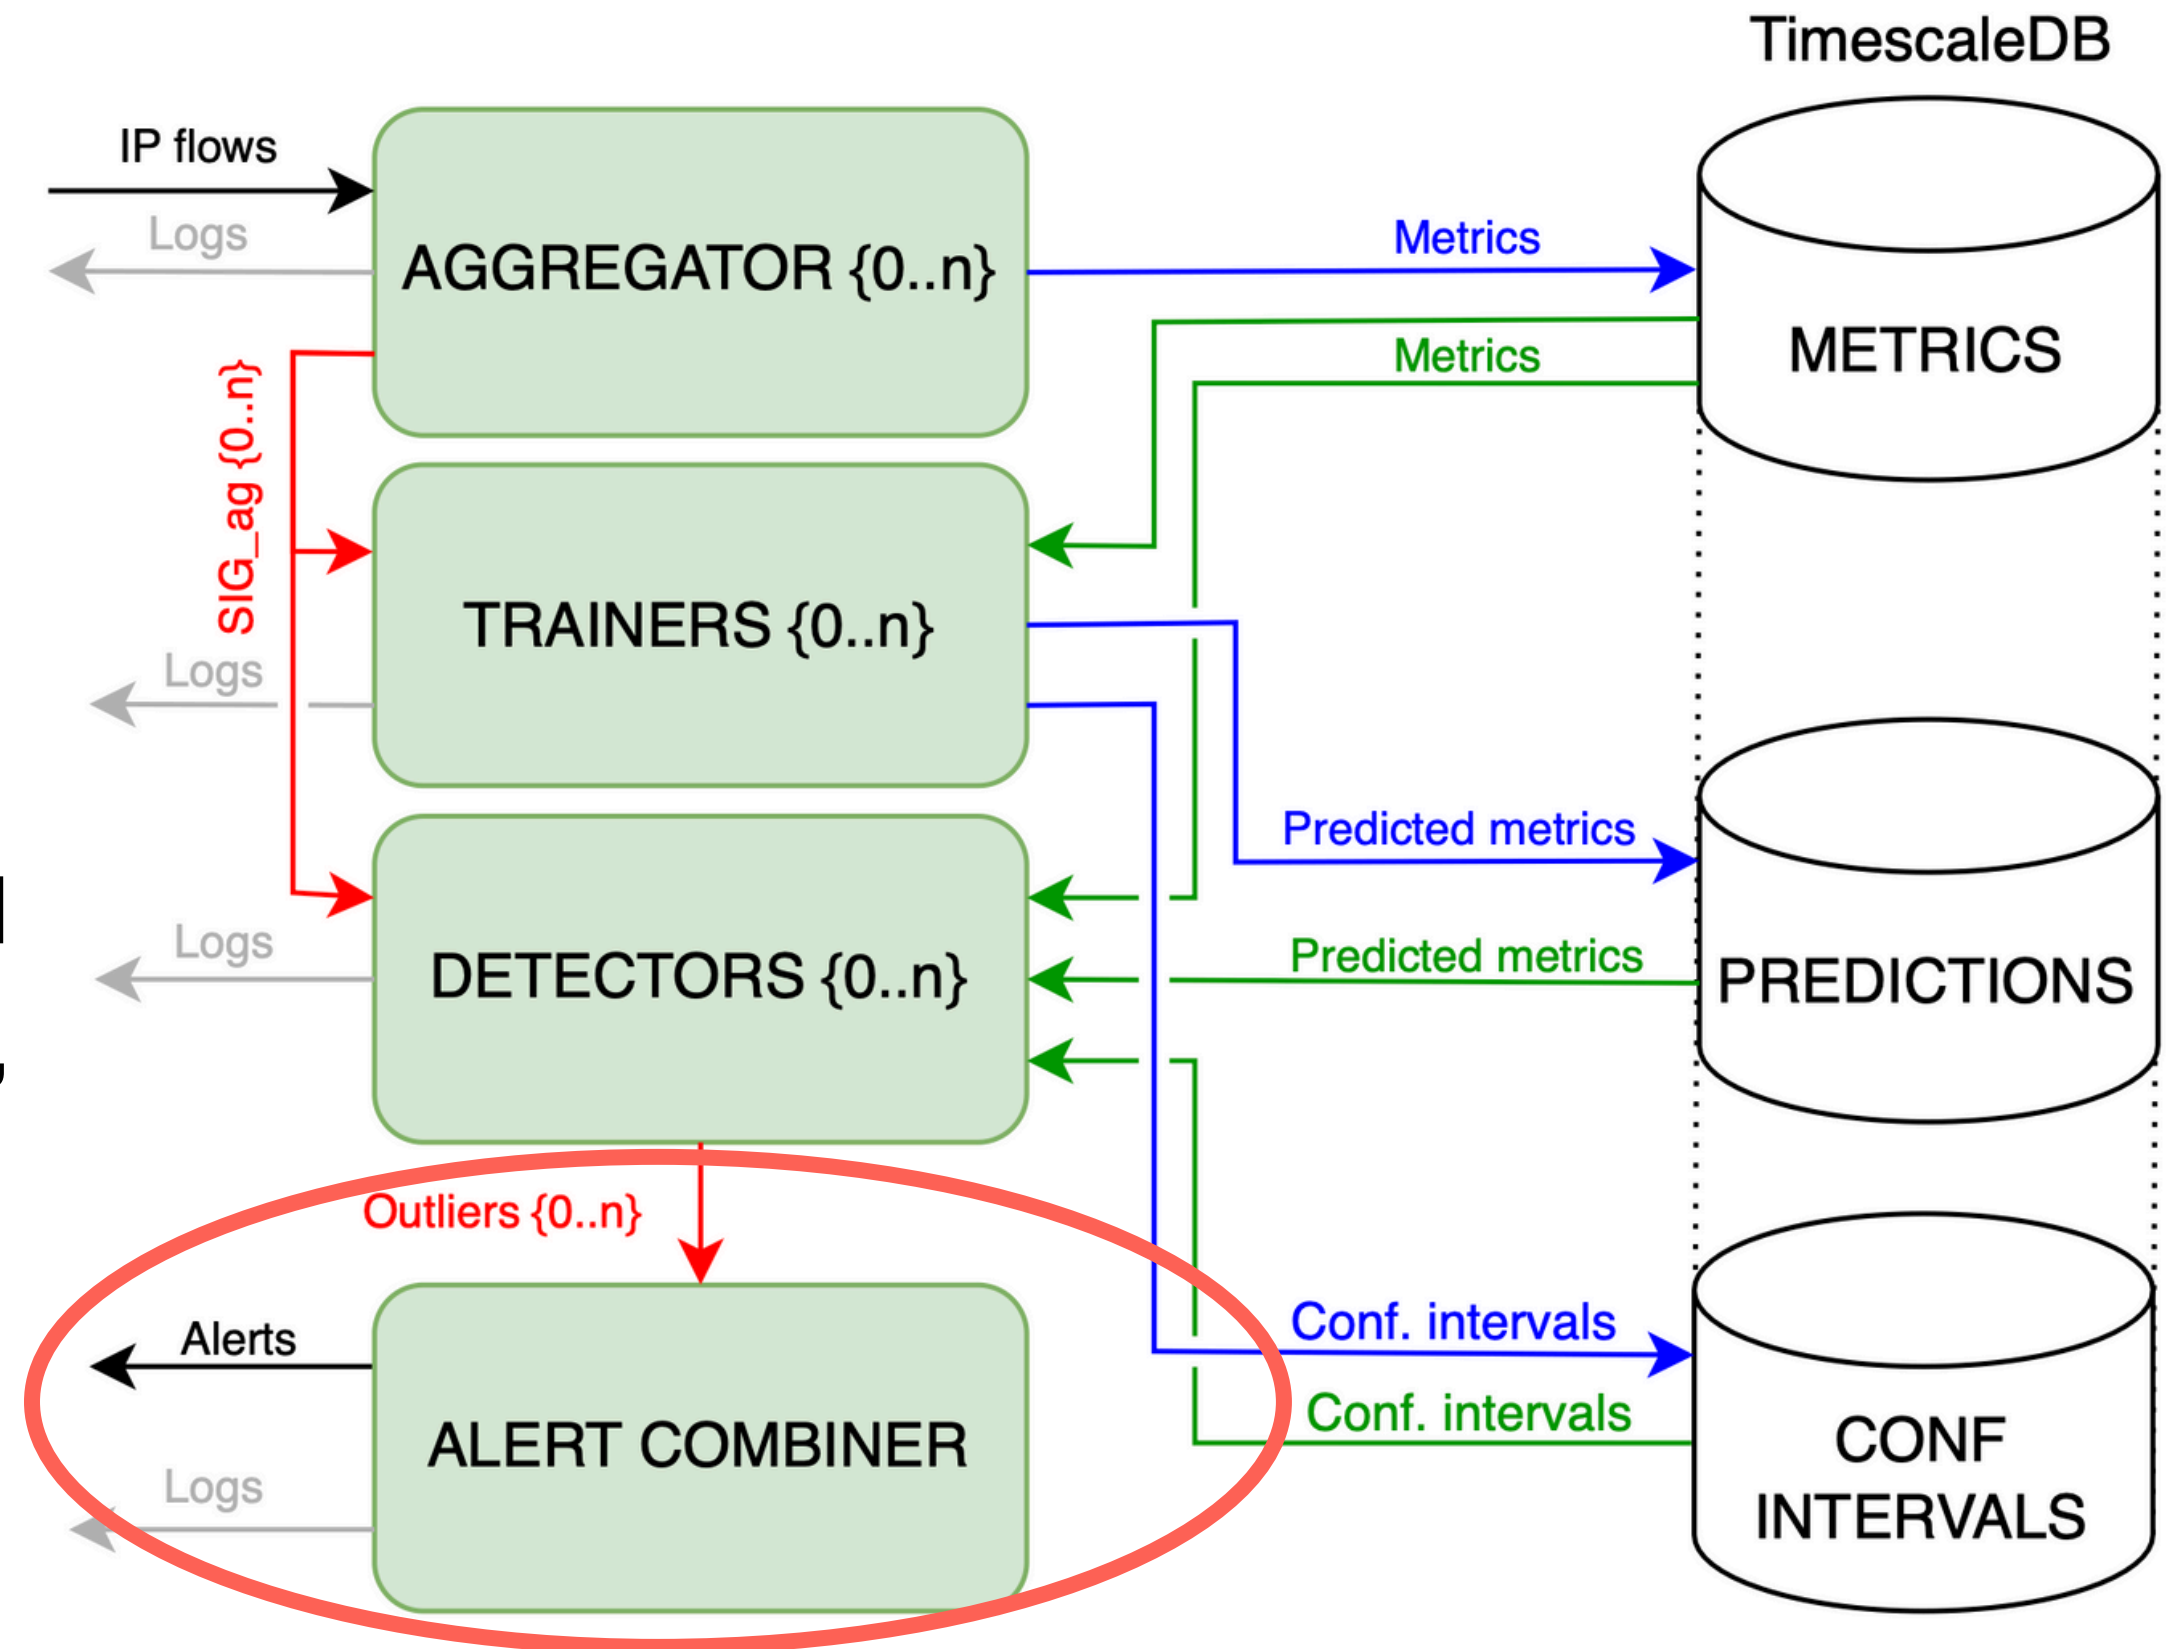 TimescaleDB
IP flows
Logs
AGGREGATOR {0..n}
Metrics
Metrics
METRICS
SIG_ag {0..n}
TRAINERS {0..n}
Logs
Predicted metrics
Logs
DETECTORS {0..n}
Predicted metrics
PREDICTIONS
Outliers {0..n}
Alerts
Conf. intervals
Conf. intervals
ALERT COMBINER
Logs
CONF
INTERVALS